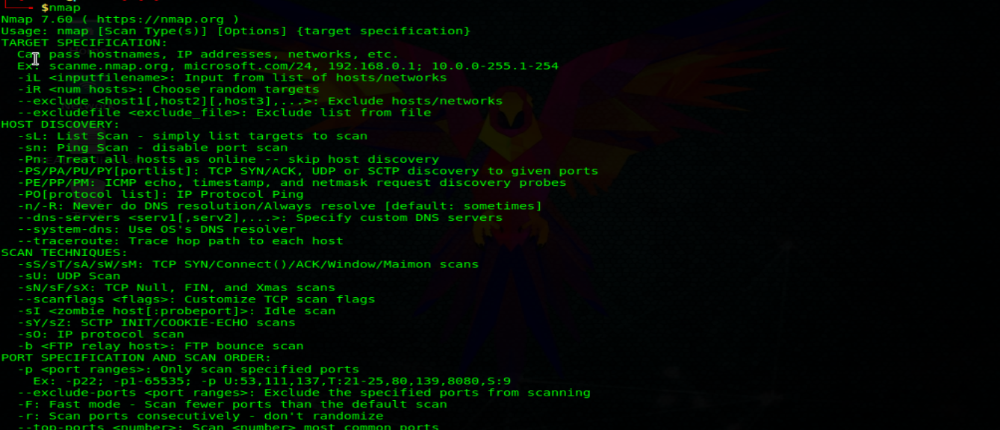 $nmap
Nmap 7.60 ( https://nmap.org )
Usage: nmap [Scan Type(s)] [Options] {target specification}
TARGET SPECIFICATION:
  Can pass hostnames, IP addresses, networks, etc.
  Ex: scanme.nmap.org, microsoft.com/24, 192.168.0.1; 10.0.0-255.1-254
  -iL <inputfilename>: Input from list of hosts/networks
  -iR <num hosts>: Choose random targets
  --exclude <host1[,host2][,host3],...>: Exclude hosts/networks
  --excludefile <exclude_file>: Exclude list from file
HOST DISCOVERY:
  -sL: List Scan - simply list targets to scan
  -sn: Ping Scan - disable port scan
  -Pn: Treat all hosts as online -- skip host discovery
  -PS/PA/PU/PY[portlist]: TCP SYN/ACK, UDP or SCTP discovery to given ports
  -PE/PP/PM: ICMP echo, timestamp, and netmask request discovery probes
  -PO[protocol list]: IP Protocol Ping
  -n/-R: Never do DNS resolution/Always resolve [default: sometimes]
  --dns-servers <serv1[,serv2],...>: Specify custom DNS servers
  --system-dns: Use OS's DNS resolver
  --traceroute: Trace hop path to each host
SCAN TECHNIQUES:
  -sS/sT/sA/sW/sM: TCP SYN/Connect()/ACK/Window/Maimon scans
  -sU: UDP Scan
  -sN/sF/sX: TCP Null, FIN, and Xmas scans
  --scanflags <flags>: Customize TCP scan flags
  -sI <zombie host[:probeport]>: Idle scan
  -sY/sZ: SCTP INIT/COOKIE-ECHO scans
  -sO: IP protocol scan
  -b <FTP relay host>: FTP bounce scan
PORT SPECIFICATION AND SCAN ORDER:
  -p <port ranges>: Only scan specified ports
    Ex: -p22; -p1-65535; -p U:53,111,137,T:21-25,80,139,8080,S:9
  --exclude-ports <port ranges>: Exclude the specified ports from scanning
  -F: Fast mode - Scan fewer ports than the default scan
  -r: Scan ports consecutively - don't randomize
  --top-ports <number>: Scan <number> most common ports